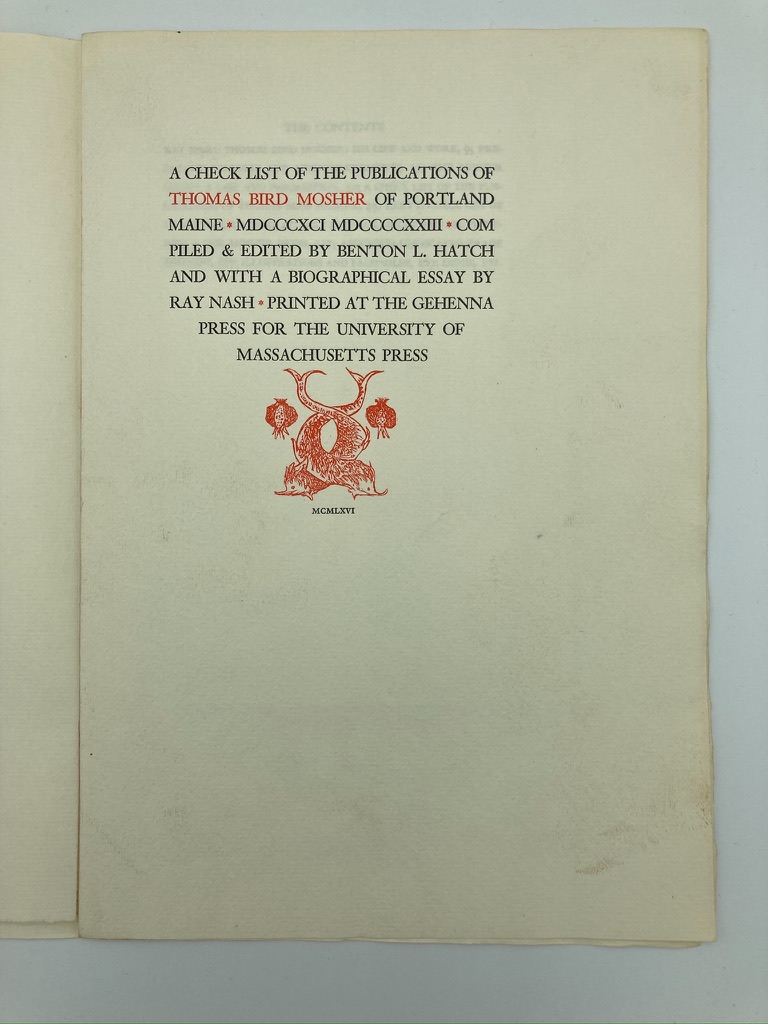 A CHECK LIST OF THE PUBLICATIONS OF
THOMAS BIRD MOSHER OF PORTLAND
MAINE * MDCCCXCI MDCCCCXXIII * COM
PILED & EDITED BY BENTON L. HATCH
AND WITH A BIOGRAPHICAL ESSAY BY
RAY NASH * PRINTED AT THE GEHENNA
PRESS FOR THE UNIVERSITY OF
MASSACHUSETTS PRESS
MCMLXVI